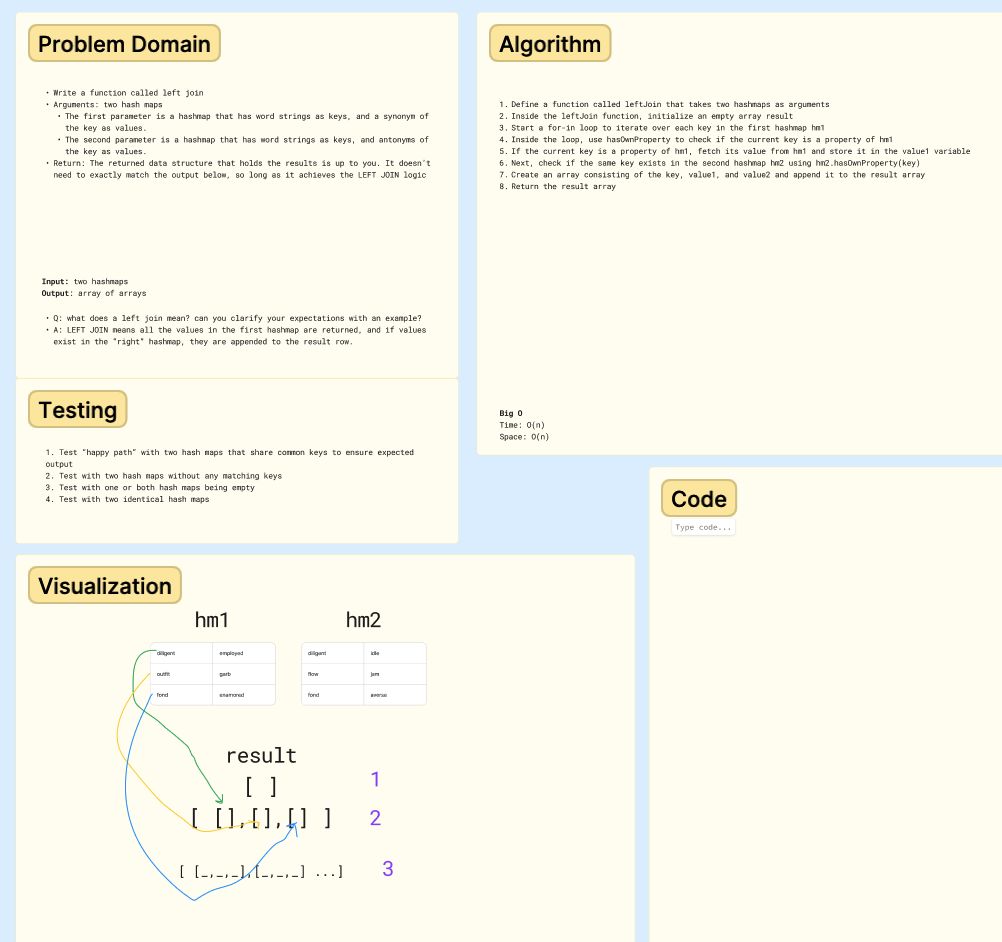 Problem Domain
• Write a function called left join
• Arguments: two hash maps
• The first parameter is a hashmap that has word strings as keys, and a synonym of
the key as values.
• The second parameter is a hashmap that has word strings as keys, and antonyms of
the key as values.
• Return: The returned data structure that holds the results is up to you. It doesn’t
need to exactly match the output below, so long as it achieves the LEFT JOIN logic
Input: two hashmaps
Output: array of arrays
• Q: what does a left join mean? can you clarify your expectations with an example?
• A: LEFT JOIN means all the values in the first hashmap are returned, and if values
exist in the “right” hashmap, they are appended to the result row.
Algorithm
1. Define a function called leftJoin that takes two hashmaps as arguments
2. Inside the leftJoin function, initialize an empty array result
3. Start a for-in loop to iterate over each key in the first hashmap hm1
4. Inside the loop, use hasOwnProperty to check if the current key is a property of hm1
5. If the current key is a property of hm1, fetch its value from hm1 and store it in the value1 variable
6. Next, check if the same key exists in the second hashmap hm2 using hm2.hasOwnProperty(key)
7. Create an array consisting of the key, value1, and value2 and append it to the result array
8. Return the result array
Big O
Time: O(n)
Space: O(n)
Testing
1. Test “happy path” with two hash maps that share common keys to ensure expected
output
2. Test with two hash maps without any matching keys
3. Test with one or both hash maps being empty
4. Test with two identical hash maps
Code
Type code...
Visualization
hm1 hm2
diligent employed diligent idle
outfit garb flow jam
fond enamored fond averse
result
[ ] 1
[ [],[],[] ] 2
[ [_,_,_],[_,_,_] ...] 3